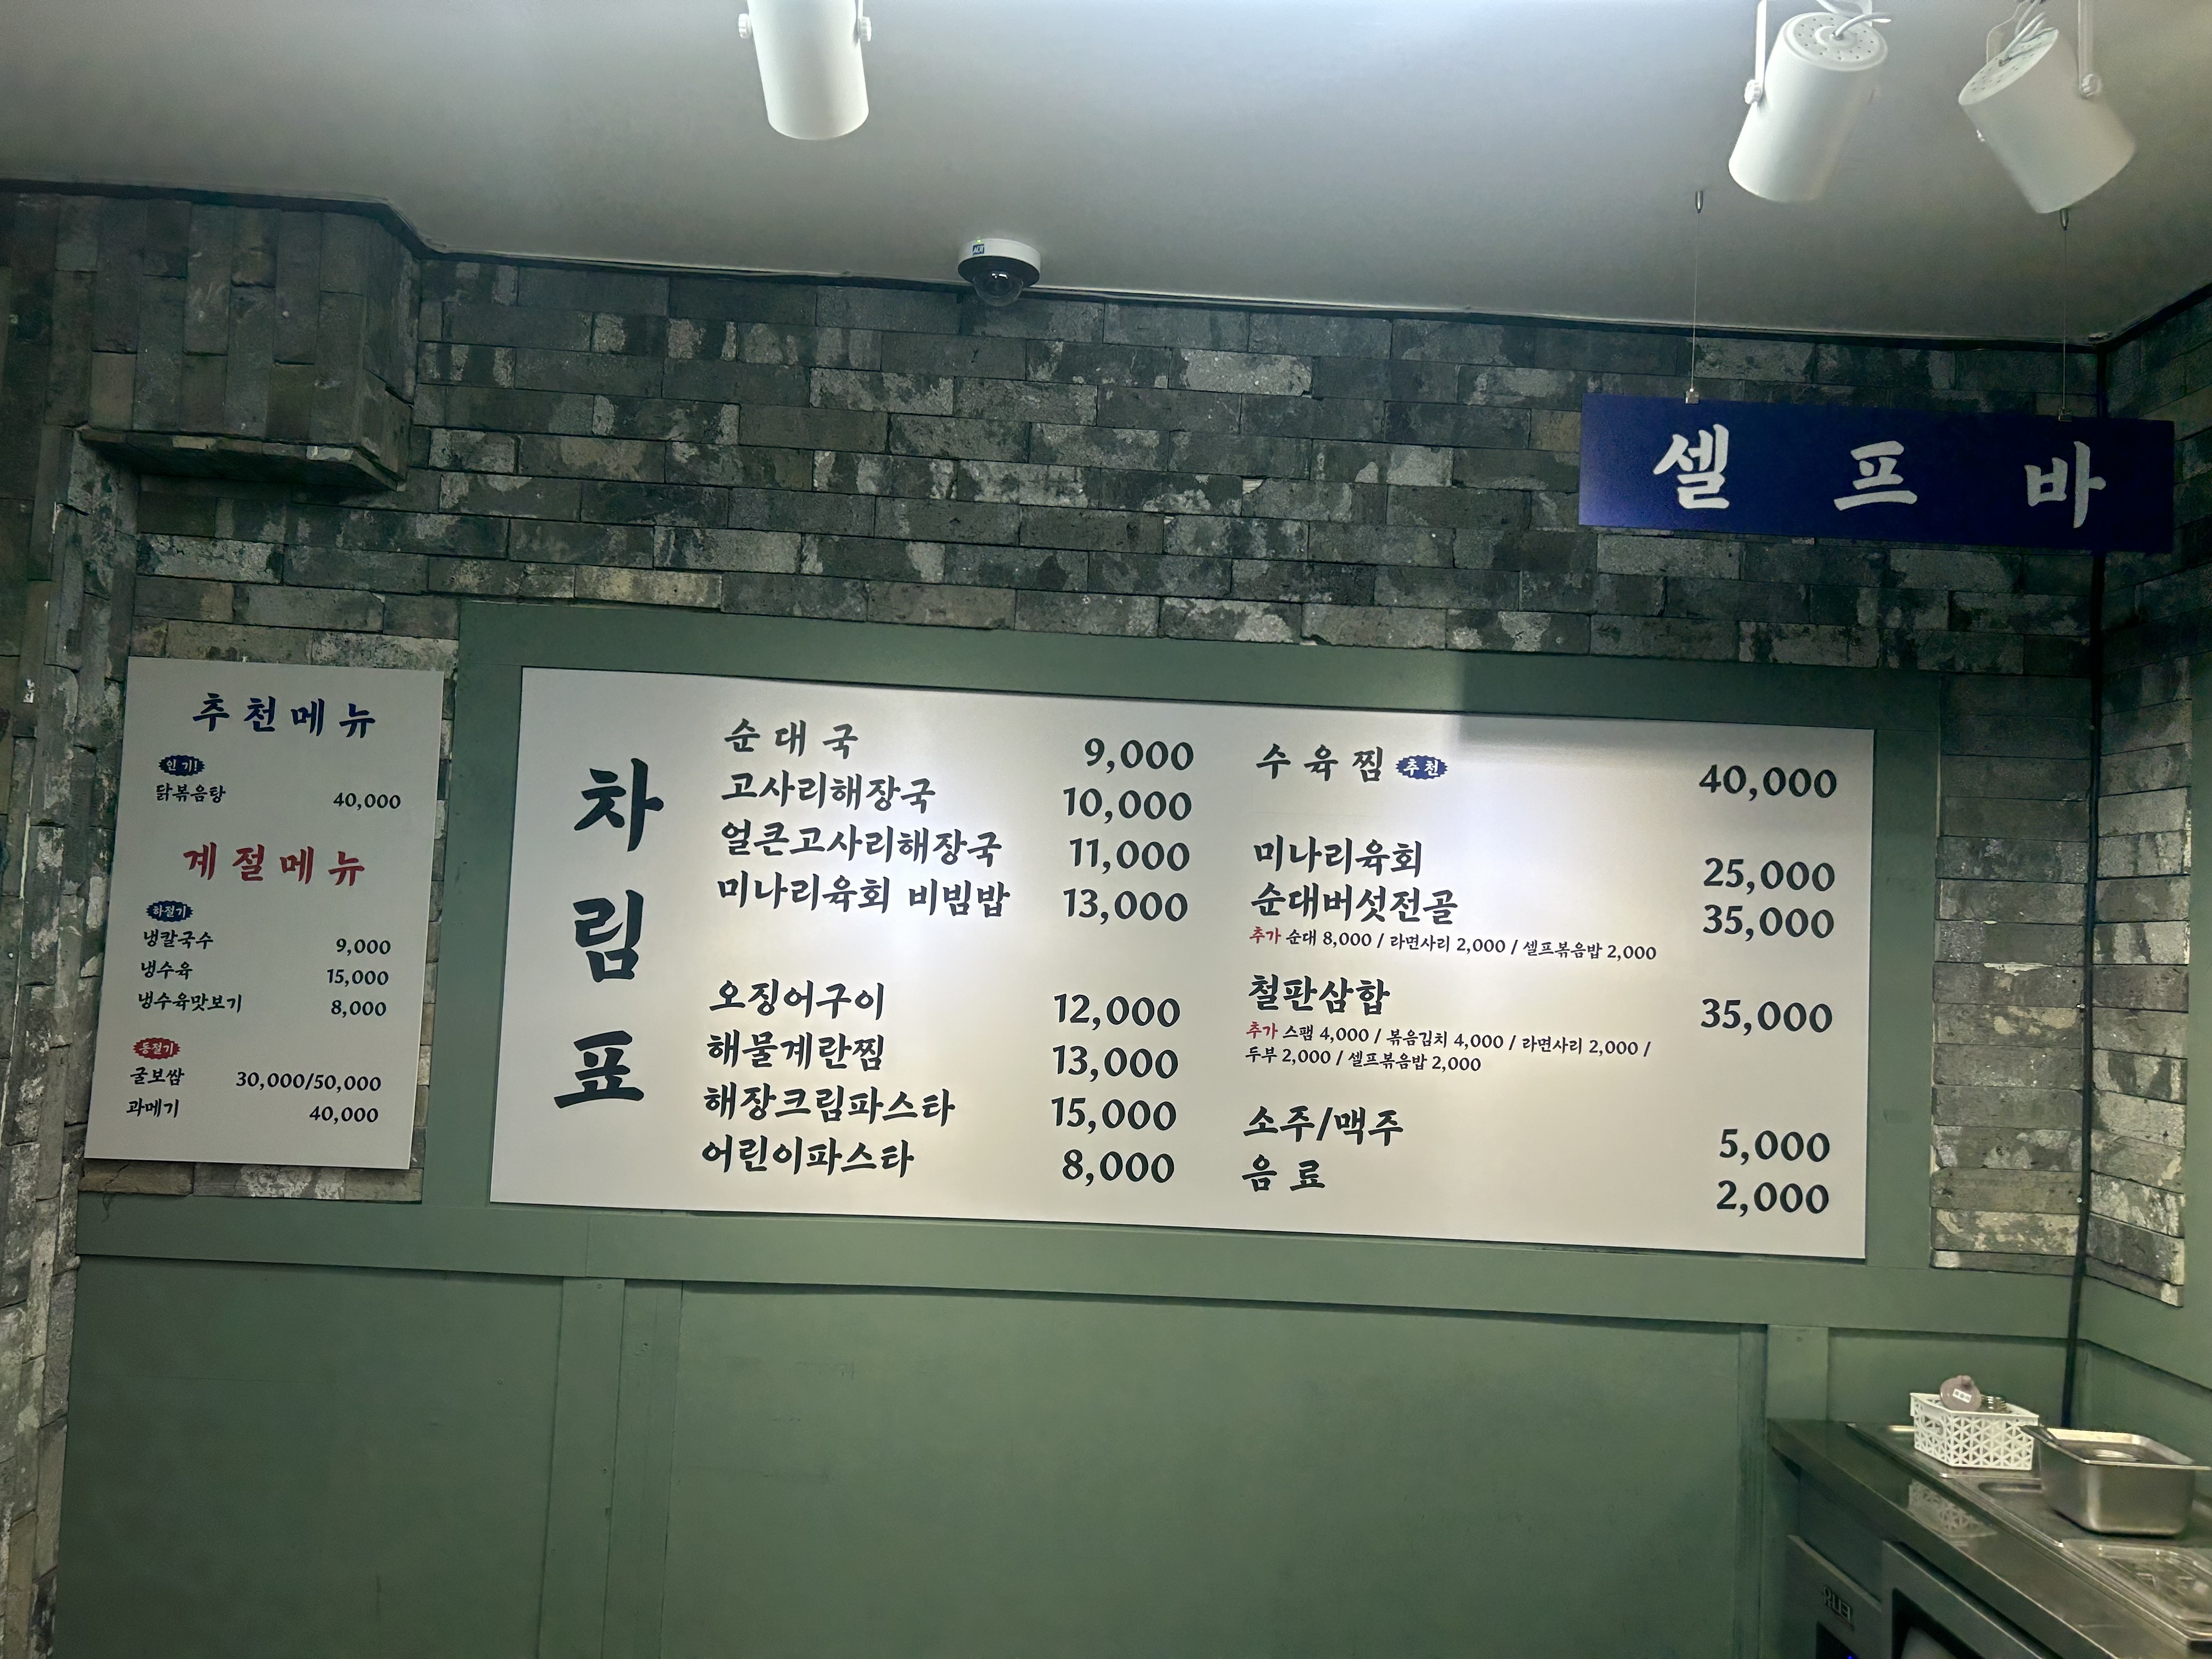 셀 프 바
추천메뉴
인기!
닭볶음탕 40,000
계절메뉴
하절기
냉칼국수 9,000
냉수육 15,000
냉수육맛보기 8,000
동절기
굴보쌈 30,000/50,000
과메기 40,000
차림표
순대국 9,000
고사리해장국 10,000
얼큰고사리해장국 11,000
미나리육회 비빔밥 13,000
오징어구이 12,000
해물계란찜 13,000
해장크림파스타 15,000
어린이파스타 8,000
수육찜 추천 40,000
미나리육회 25,000
순대버섯전골 35,000
추가 순대 8,000 / 라면사리 2,000 / 셀프볶음밥 2,000
철판삼합 35,000
추가 스팸 4,000 / 볶음김치 4,000 / 라면사리 2,000 /
두부 2,000 / 셀프볶음밥 2,000
소주/맥주 5,000
음료 2,000